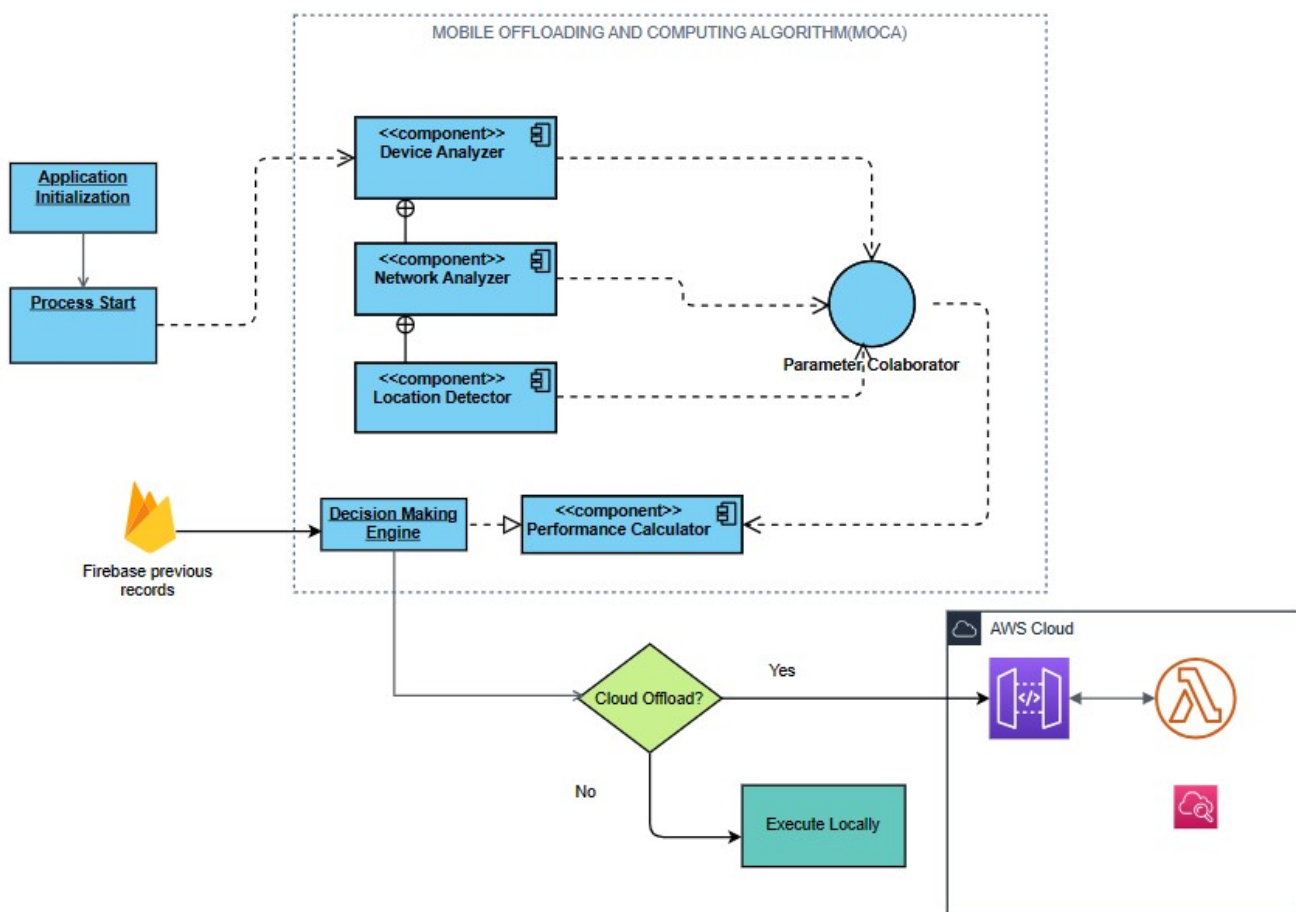 MOBILE OFFLOADING AND COMPUTING ALGORITHM(MOCA)
<<component>>
Device Analyzer
Application
Initialization
<<component>>
Network Analyzer
Process Start
Parameter Colaborator
<<component>>
Location Detector
Decision Making
Engine
<<component>>
Performance Calculator
Firebase previous
records
AWS Cloud
Cloud Offload?
Yes
</>
No
Execute Locally